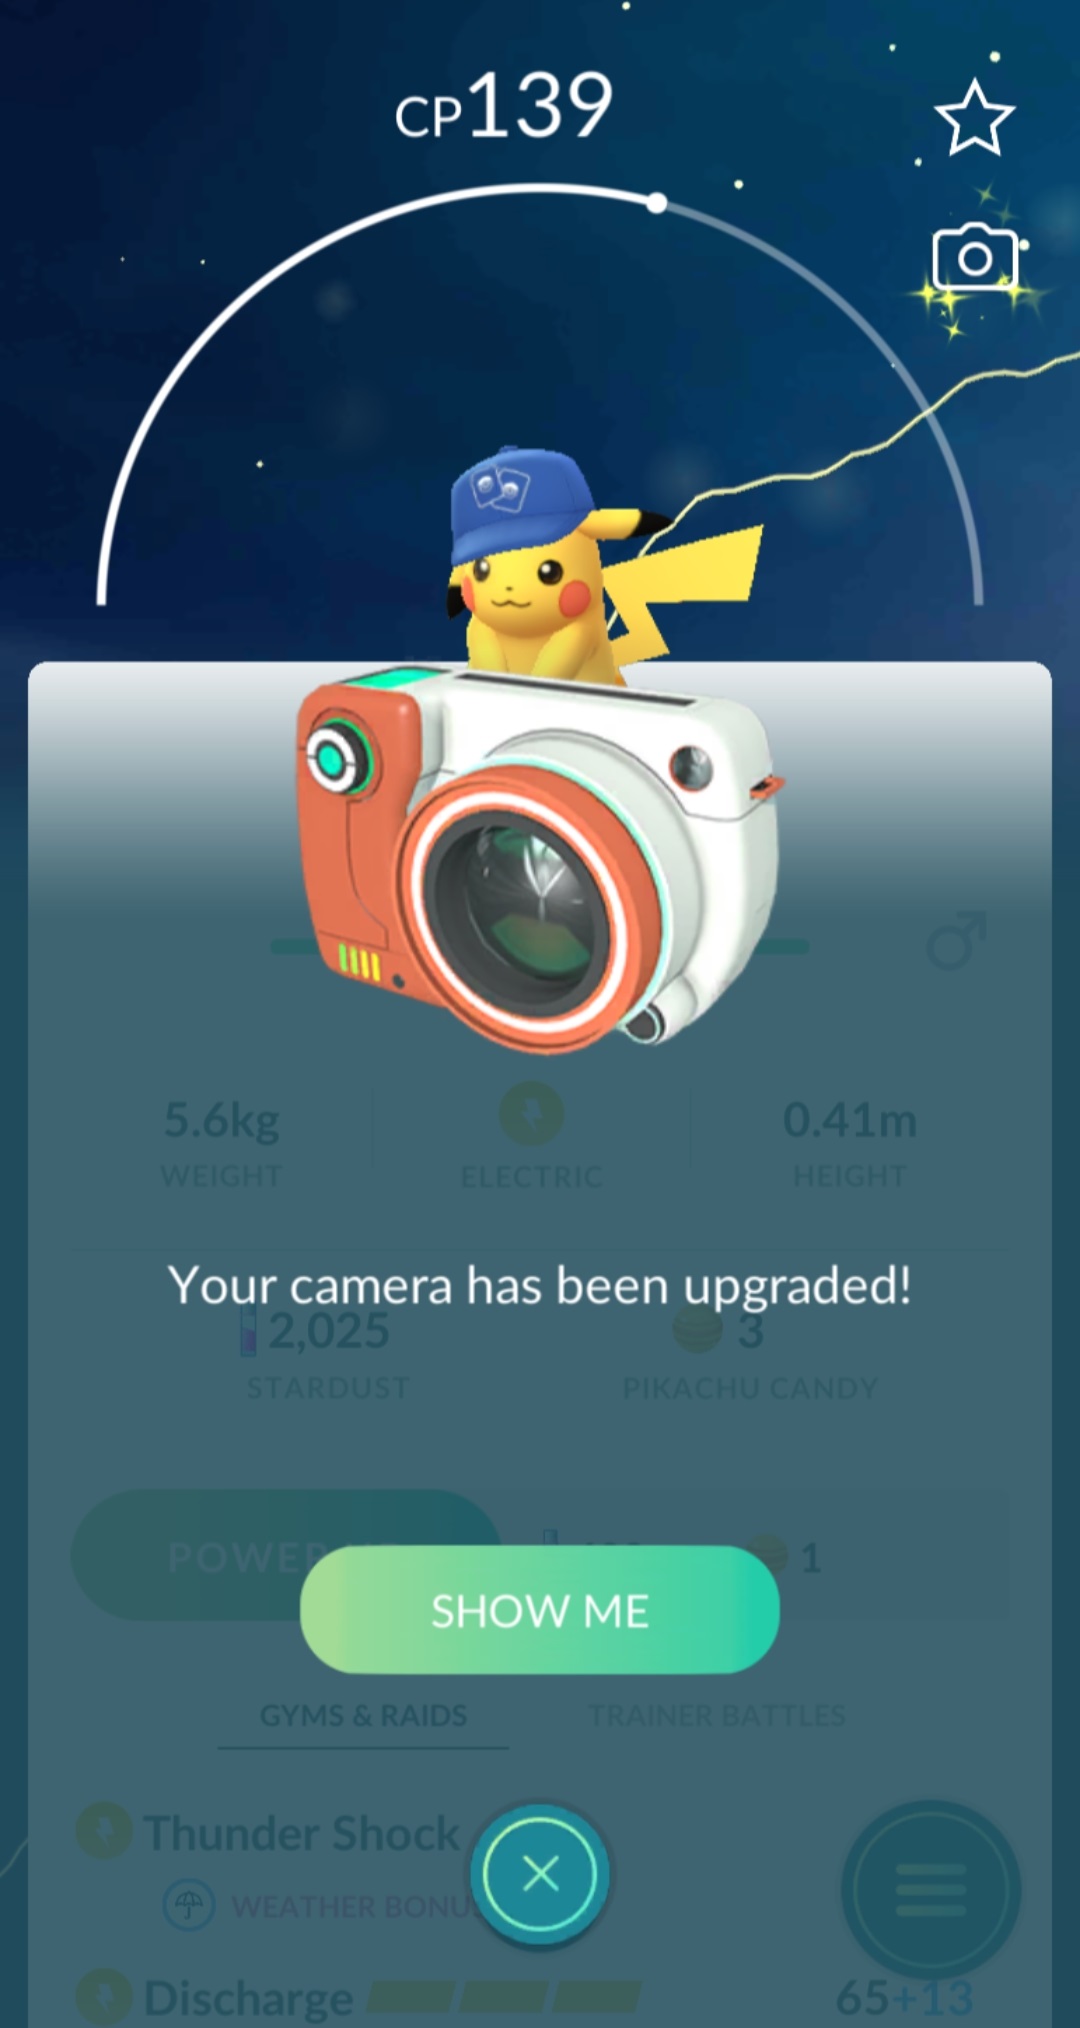 CP139
5.6kg
WEIGHT
ELECTRIC
0.41m
HEIGHT
Your camera has been upgraded!
2,025
STARDUST
3
PIKACHU CANDY
POWER
1
SHOW ME
GYMS & RAIDS
TRAINER BATTLES
Thunder Shock
WEATHER BONU
Discharge
65+13